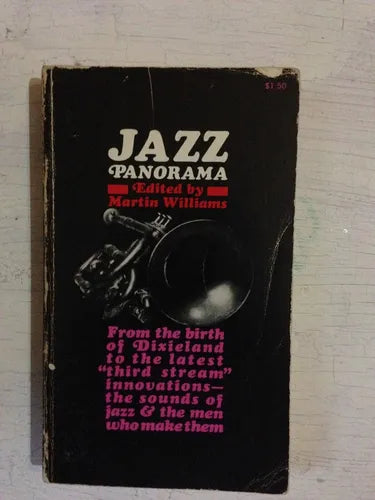 $1.50
JAZZ
PANORAMA
Edited by
Martin Williams
From the birth
of Dixieland
to the latest
"third stream"
innovations—
the sounds of
jazz & the men
who make them